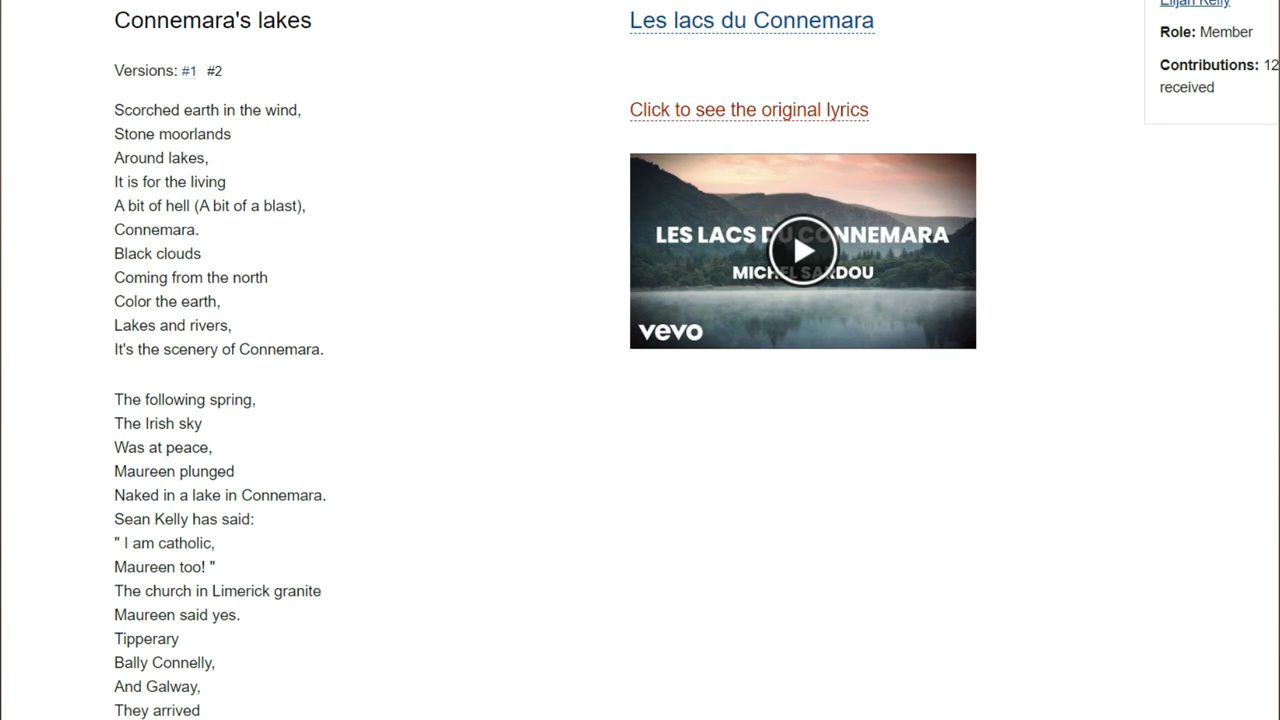 Connemara's lakes
Versions: #1 #2
Scorched earth in the wind,
Stone moorlands
Around lakes,
It is for the living
A bit of hell (A bit of a blast),
Connemara.
Black clouds
Coming from the north
Color the earth,
Lakes and rivers,
It's the scenery of Connemara.
The following spring,
The Irish sky
Was at peace,
Maureen plunged
Naked in a lake in Connemara.
Sean Kelly has said:
" I am catholic,
Maureen too! "
The church in Limerick granite
Maureen said yes.
Tipperary
Bally Connelly,
And Galway,
They arrived
Les lacs du Connemara
Click to see the original lyrics
LES LACS DU CONNEMARA
MICHEL SARDOU
vevo
Elijah Kelly
Role: Member
Contributions: 12
received